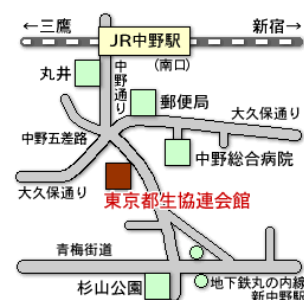 ←三鷹
新宿→
JR中野駅
(南口)
丸井
中野通り
郵便局
大久保通り
中野五差路
中野総合病院
大久保通り
東京都生協連会館
青梅街道
杉山公園
地下鉄丸の内線
新中野駅